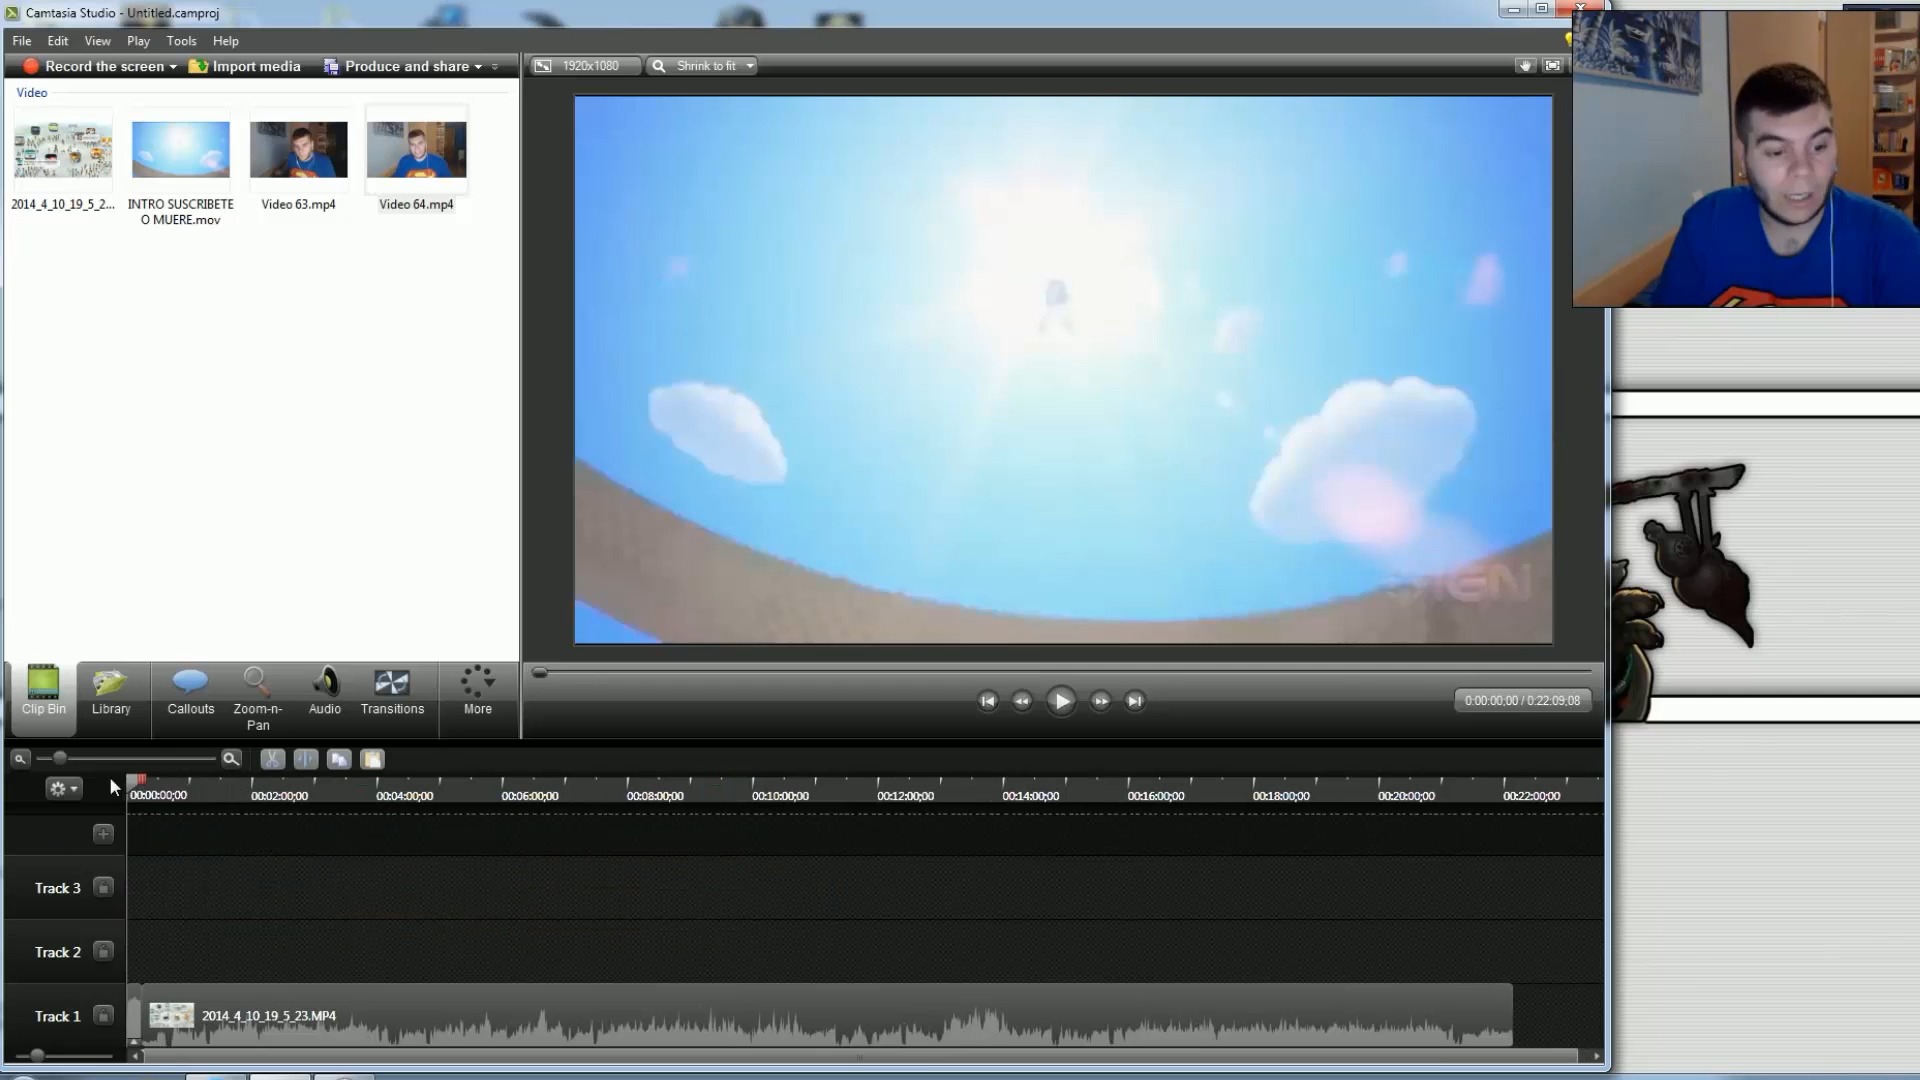 Camtasia Studio - Untitled.camproj
File Edit View Play Tools Help
Record the screen Import media Produce and share
1920x1080 Shrink to fit
Video
2014_4_10_19_5_2...
INTRO SUSCRIBETE
O MUERE.mov
Video 63.mp4
Video 64.mp4
IGN
Clip Bin
Library
Callouts
Zoom-n-
Pan
Audio
Transitions
More
0:00:00;00 / 0:22:09;08
00:00:00;00 00:02:00;00 00:04:00;00 00:06:00;00 00:08:00;00 00:10:00;00 00:12:00;00 00:14:00;00 00:16:00;00 00:18:00;00 00:20:00;00 00:22:00;00
Track 3
Track 2
Track 1
2014_4_10_19_5_23.MP4